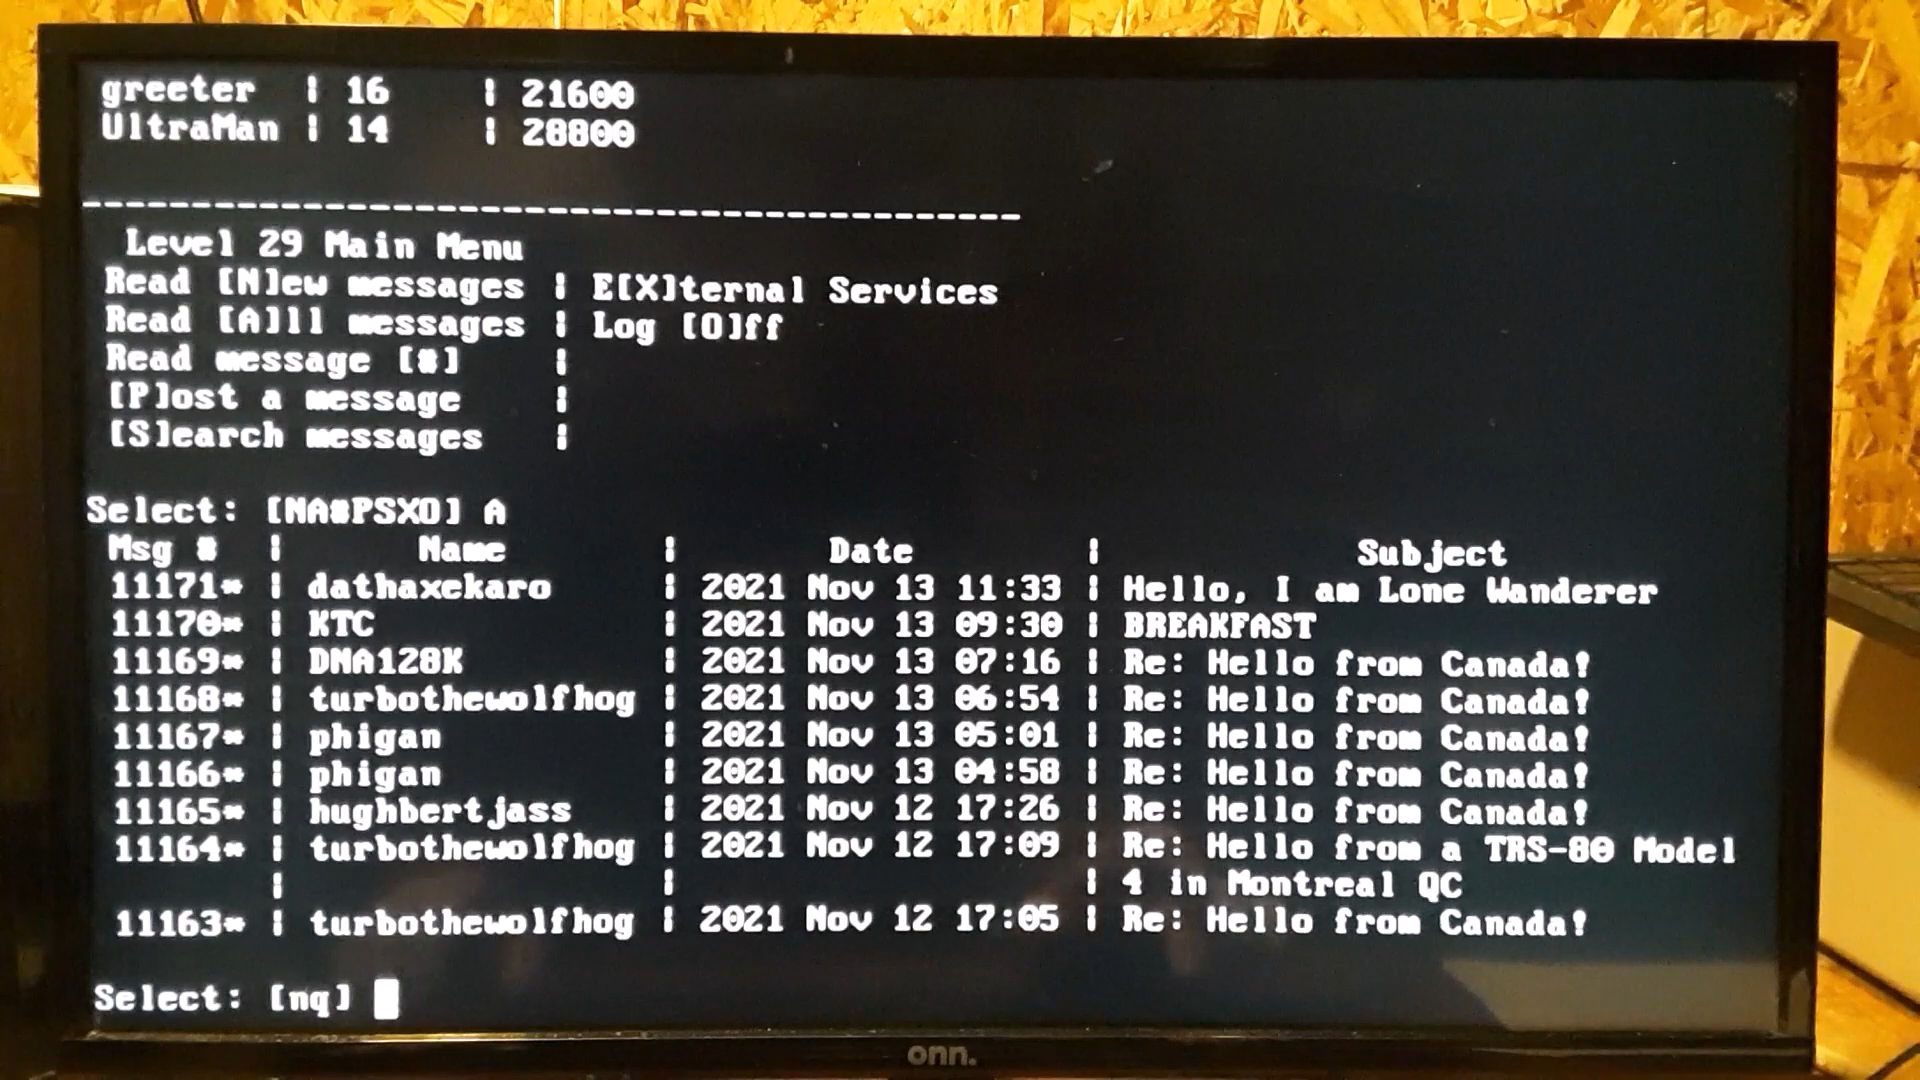 greeter | 16 | 21600
UltraMan | 14 | 28800
-------------------------------------------
Level 29 Main Menu
Read [N]ew messages | E[X]ternal Services
Read [A]ll messages | Log [O]ff
Read message [#] |
[P]ost a message |
[S]earch messages |
Select: [NA#PSXO] A
Msg # | Name | Date | Subject
11171* | dathaxekaro | 2021 Nov 13 11:33 | Hello, I am Lone Wanderer
11170* | KTC | 2021 Nov 13 09:30 | BREAKFAST
11169* | DNA128K | 2021 Nov 13 07:16 | Re: Hello from Canada!
11168* | turbothewolfhog | 2021 Nov 13 06:54 | Re: Hello from Canada!
11167* | phigan | 2021 Nov 13 05:01 | Re: Hello from Canada!
11166* | phigan | 2021 Nov 13 04:58 | Re: Hello from Canada!
11165* | hughbertjass | 2021 Nov 12 17:26 | Re: Hello from Canada!
11164* | turbothewolfhog | 2021 Nov 12 17:09 | Re: Hello from a TRS-80 Model
| | | 4 in Montreal QC
11163* | turbothewolfhog | 2021 Nov 12 17:05 | Re: Hello from Canada!
Select: [nq]
onn.